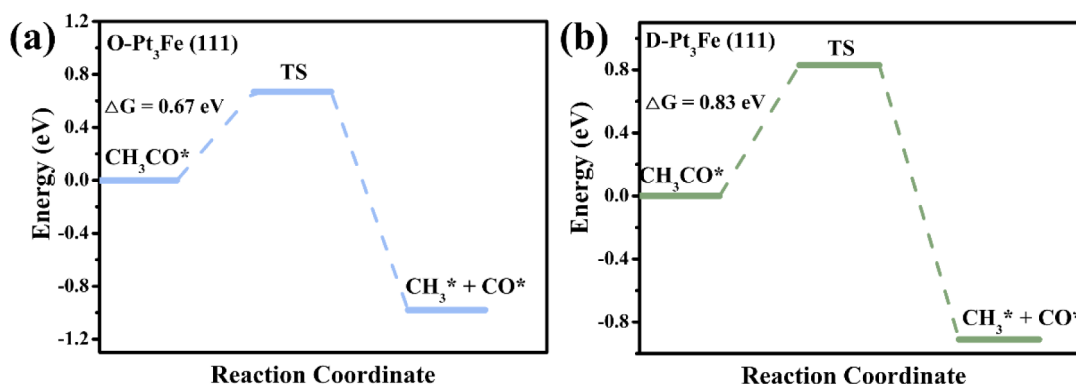 (a)
O-Pt₃Fe (111)
TS
△G = 0.67 eV
CH₃CO*
CH₃* + CO*
Energy (eV)
1.2
0.8
0.4
0.0
-0.4
-0.8
-1.2
Reaction Coordinate
(b)
D-Pt₃Fe (111)
TS
△G = 0.83 eV
CH₃CO*
CH₃* + CO*
Energy (eV)
0.8
0.4
0.0
-0.4
-0.8
Reaction Coordinate